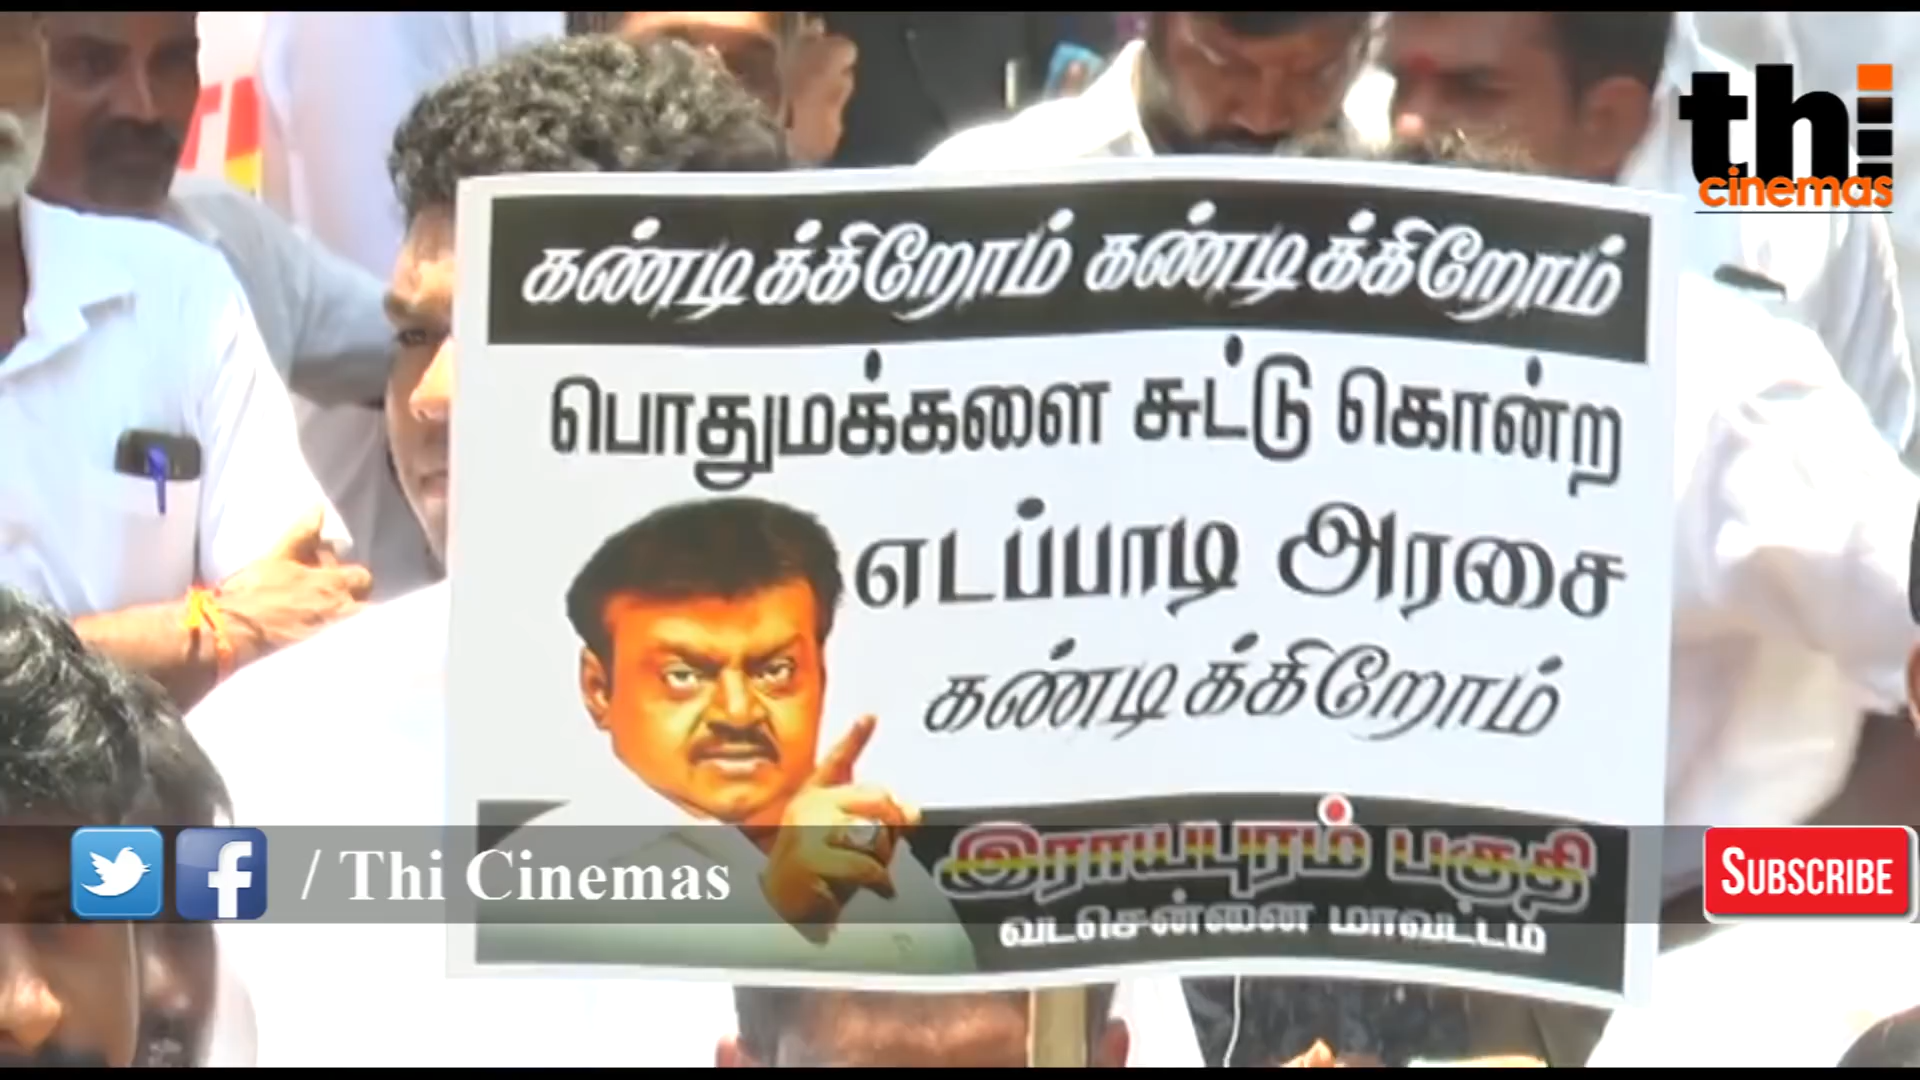 thi
cinemas
கண்டிக்கிறோம் கண்டிக்கிறோம்
பொதுமக்களை சுட்டு கொன்ற
எடப்பாடி அரசை
கண்டிக்கிறோம்
இராயபுரம் பகுதி
/ Thi Cinemas
SUBSCRIBE
வடசென்னை மாவட்டம்